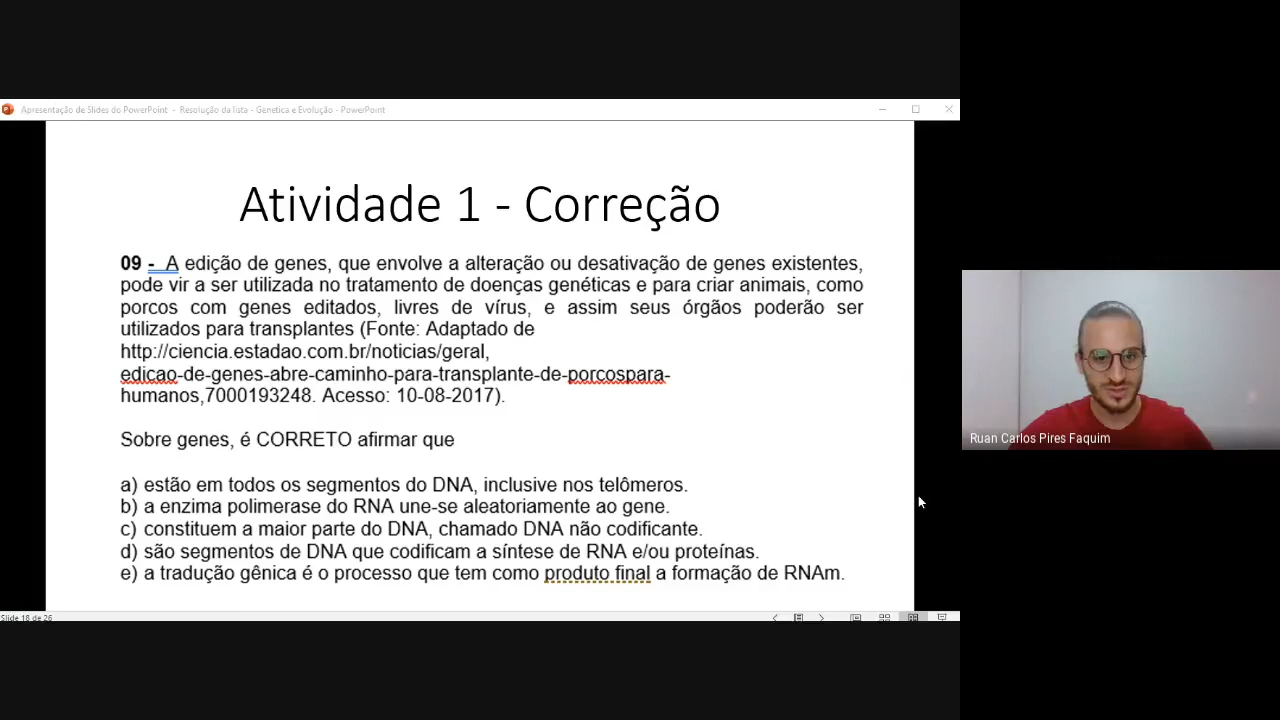 Apresentação de Slides do PowerPoint - Resolução da lista - Genetica e Evolução - PowerPoint
Atividade 1 - Correção
09 - A edição de genes, que envolve a alteração ou desativação de genes existentes,
pode vir a ser utilizada no tratamento de doenças genéticas e para criar animais, como
porcos com genes editados, livres de vírus, e assim seus órgãos poderão ser
utilizados para transplantes (Fonte: Adaptado de
http://ciencia.estadao.com.br/noticias/geral,
edicao-de-genes-abre-caminho-para-transplante-de-porcospara-
humanos,7000193248. Acesso: 10-08-2017).
Sobre genes, é CORRETO afirmar que
a) estão em todos os segmentos do DNA, inclusive nos telômeros.
b) a enzima polimerase do RNA une-se aleatoriamente ao gene.
c) constituem a maior parte do DNA, chamado DNA não codificante.
d) são segmentos de DNA que codificam a síntese de RNA e/ou proteínas.
e) a tradução gênica é o processo que tem como produto final a formação de RNAm.
Slide 18 de 26
Ruan Carlos Pires Faquim